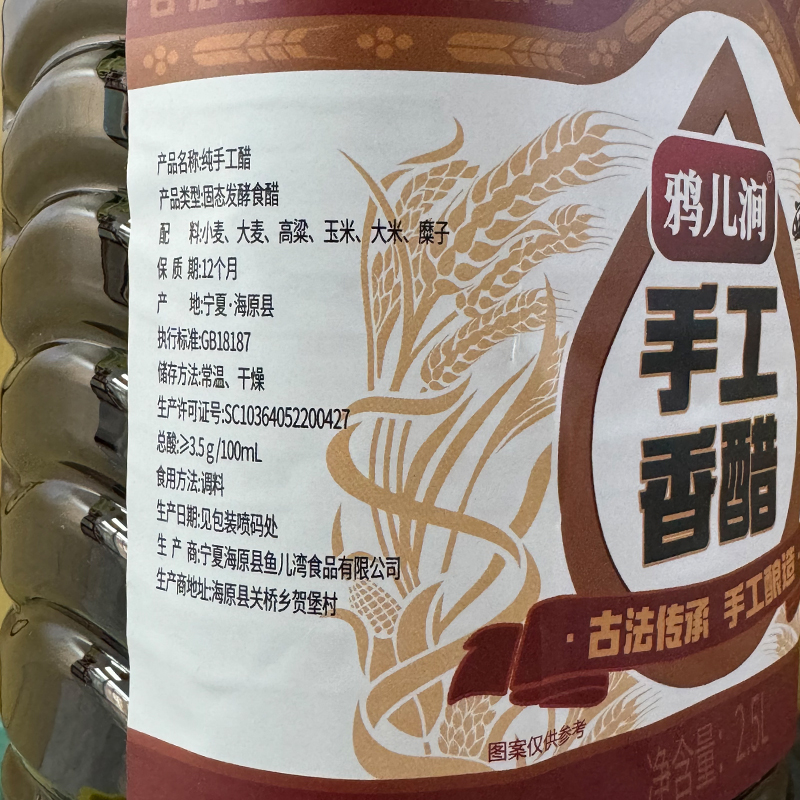 产品名称:纯手工醋
产品类型:固态发酵食醋
配 料:小麦、大麦、高粱、玉米、大米、糜子
保 质 期:12个月
产 地:宁夏·海原县
执行标准:GB18187
储存方法:常温、干燥
生产许可证号:SC10364052200427
总酸:≥3.5g/100mL
食用方法:调料
生产日期:见包装喷码处
生 产 商:宁夏海原县鱼儿湾食品有限公司
生产商地址:海原县关桥乡贺堡村
鸦儿涧®
手工
香醋
·古法传承 手工酿造
图案仅供参考
净含量: 2.5L